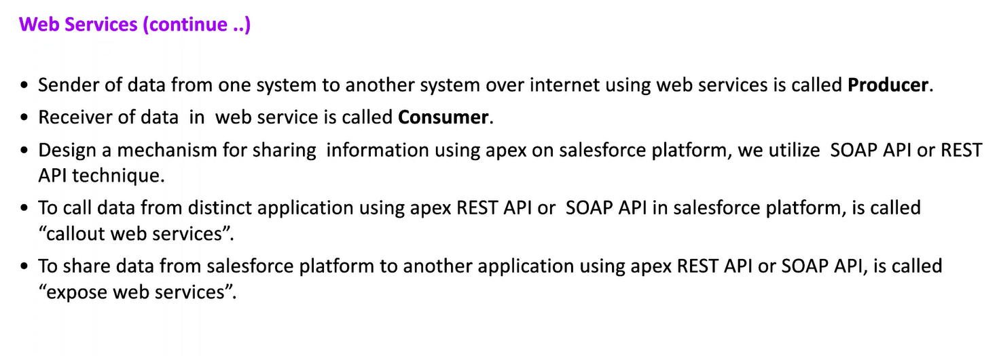 Web Services (continue ..)
• Sender of data from one system to another system over internet using web services is called Producer.
• Receiver of data in web service is called Consumer.
• Design a mechanism for sharing information using apex on salesforce platform, we utilize SOAP API or REST
API technique.
• To call data from distinct application using apex REST API or SOAP API in salesforce platform, is called
“callout web services”.
• To share data from salesforce platform to another application using apex REST API or SOAP API, is called
“expose web services”.